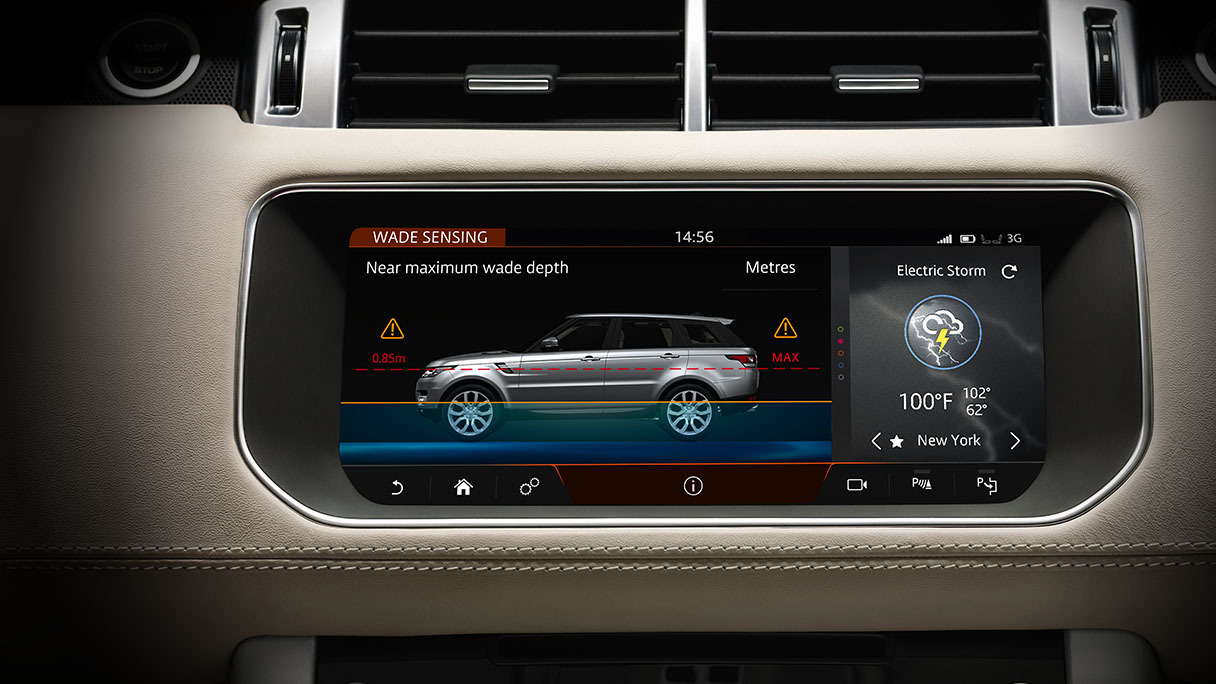 START
STOP
WADE SENSING
14:56
3G
Near maximum wade depth
Metres
Electric Storm
0.85m
MAX
100°F
102°
62°
New York
P
P